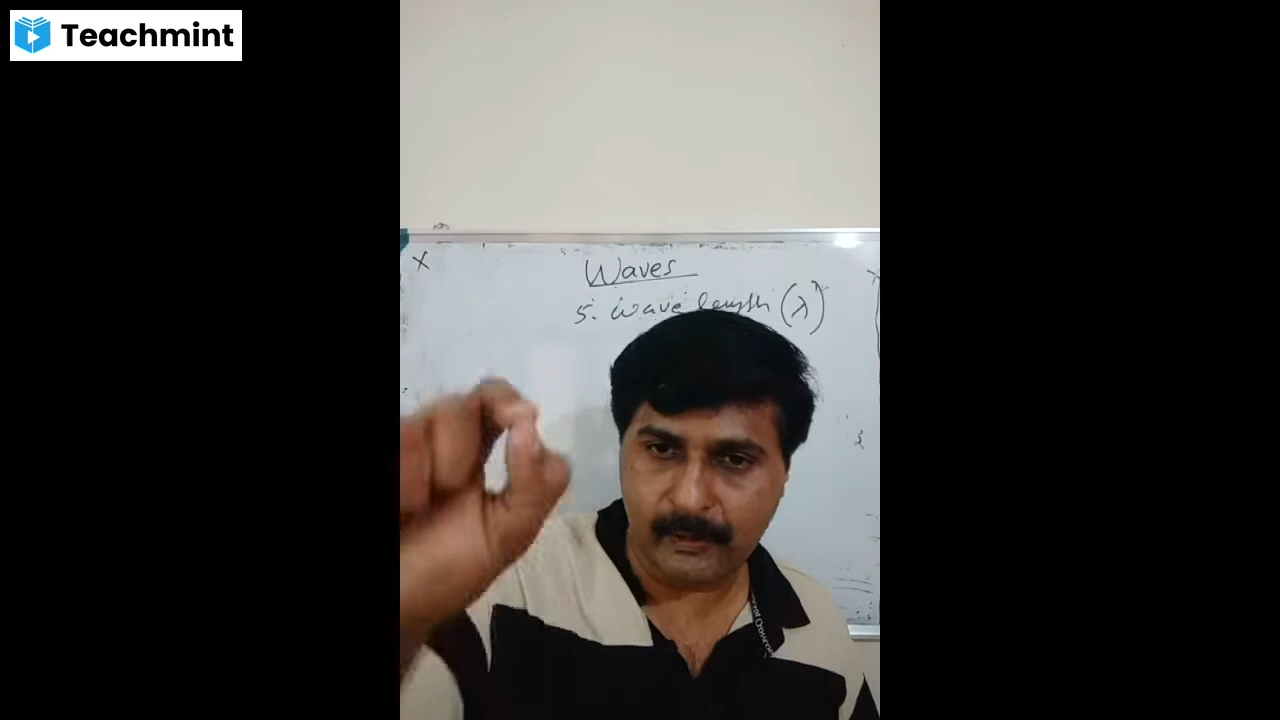 Teachmint
Waves
5. wave length (λ)